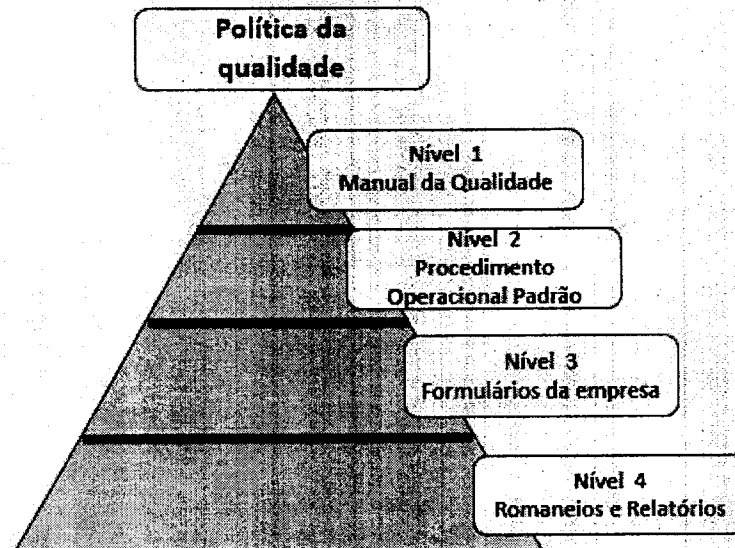 Política da
qualidade
Nível 1
Manual da Qualidade
Nível 2
Procedimento
Operacional Padrão
Nível 3
Formulários da empresa
Nível 4
Romaneios e Relatórios